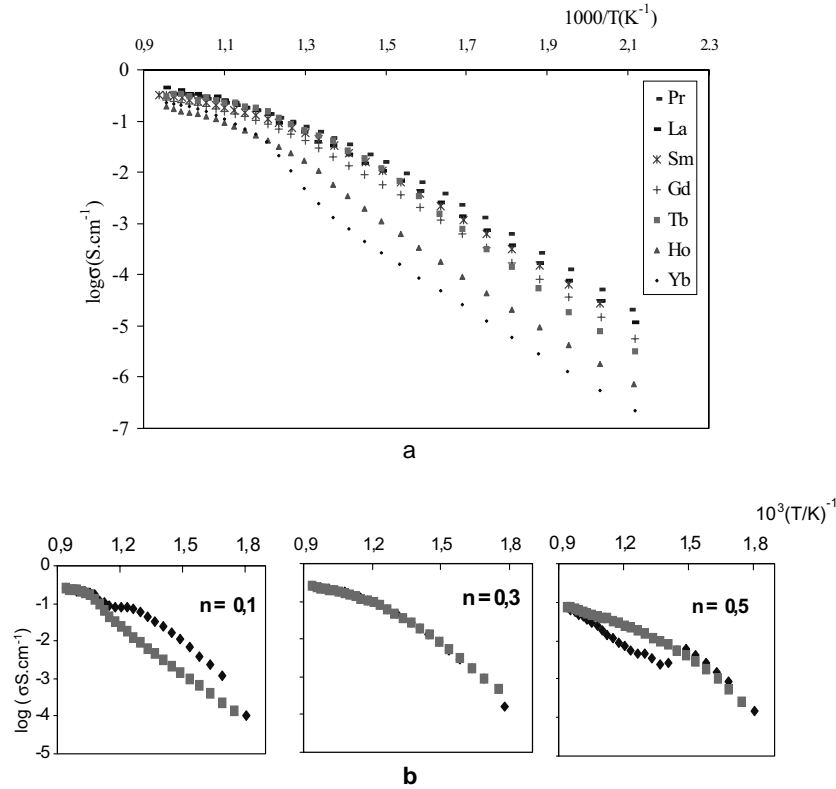 1000/T(K-1)
0,9 1,1 1,3 1,5 1,7 1,9 2,1 2.3
0
-1
-2
-3
-4
-5
-6
-7
logσ(S.cm-1)
Pr
La
Sm
Gd
Tb
Ho
Yb
a
10³(T/K)-1
0,9 1,2 1,5 1,8
0,9 1,2 1,5 1,8
0,9 1,2 1,5 1,8
0
-1
-2
-3
-4
-5
log (σS.cm-1)
n = 0,1
n = 0,3
n = 0,5
b